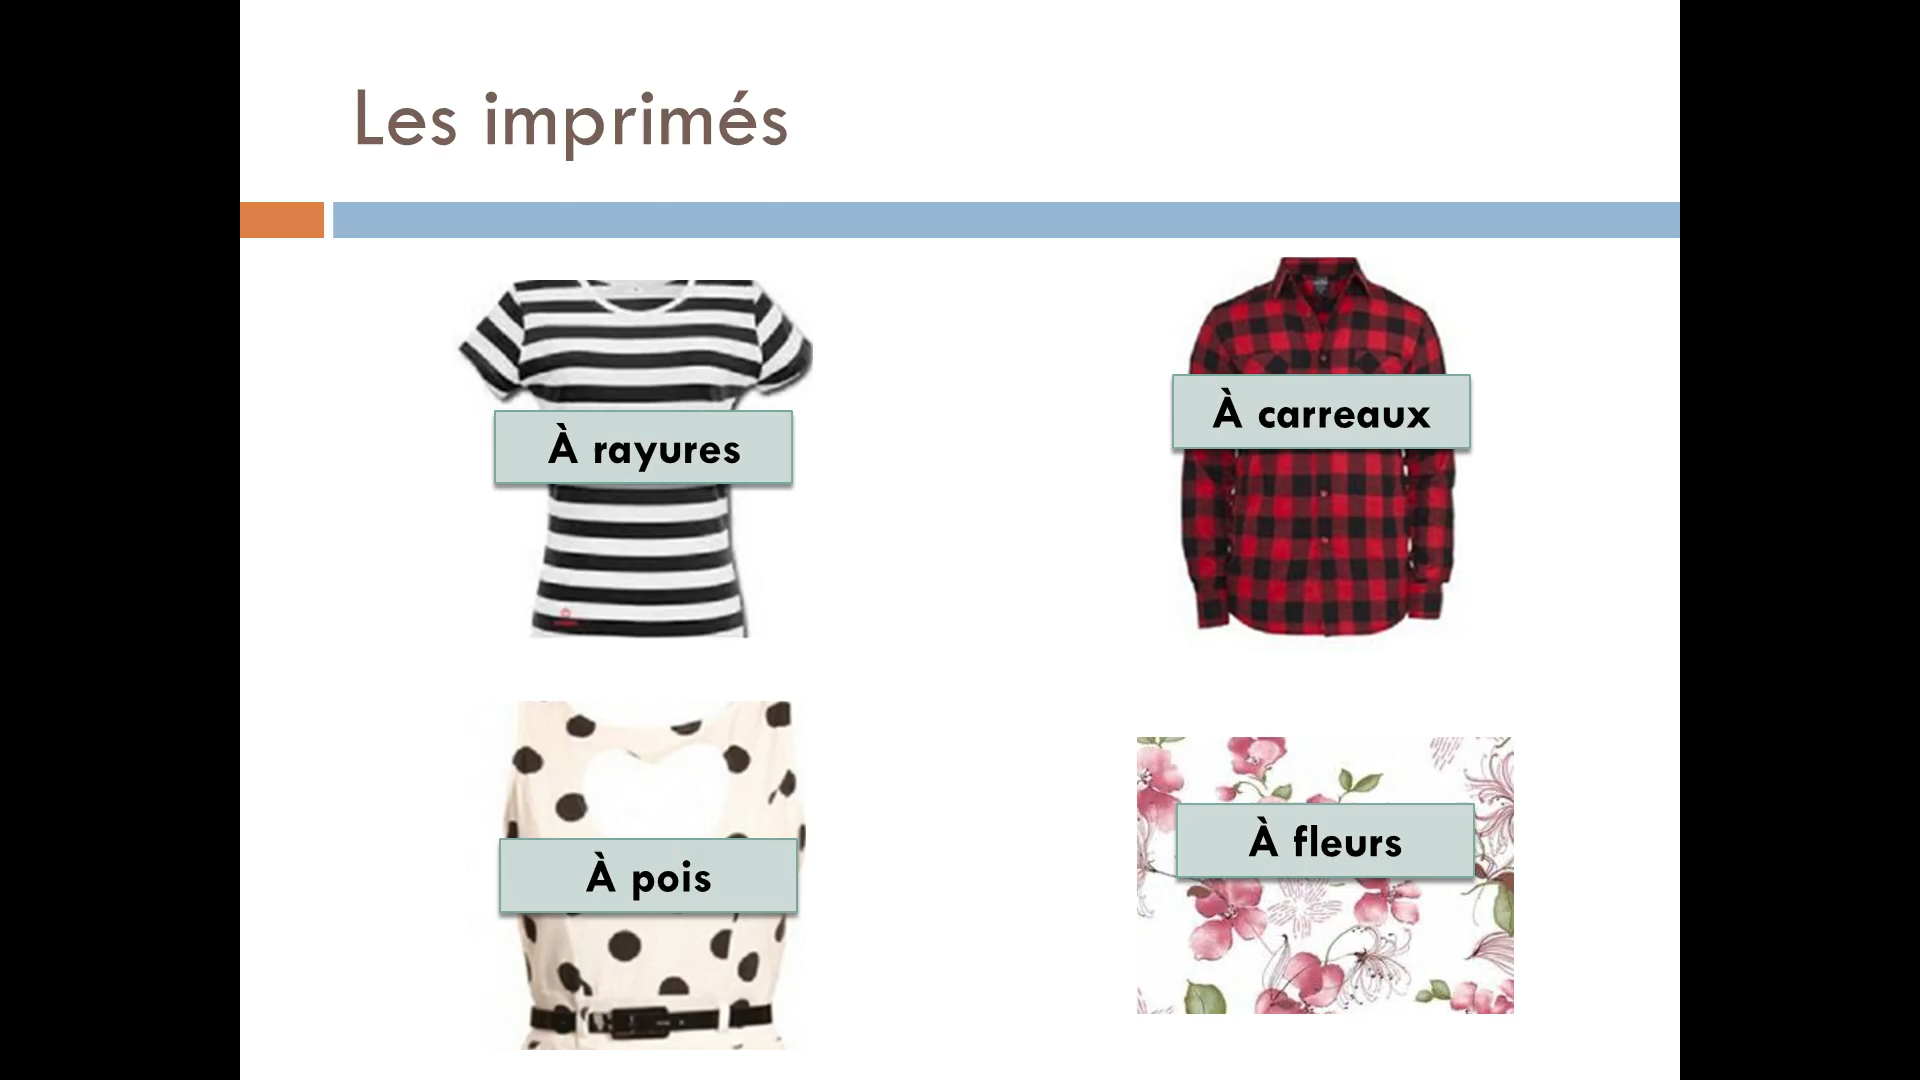 Les imprimés
À rayures
À carreaux
À pois
À fleurs